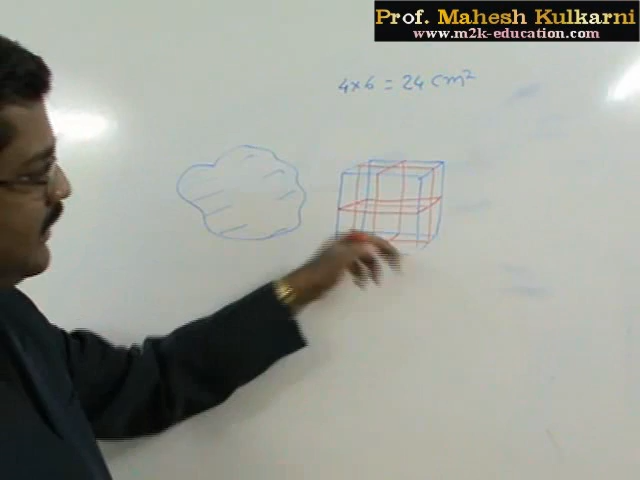 Prof. Mahesh Kulkarni
www.m2k-education.com
4×6 = 24 cm²